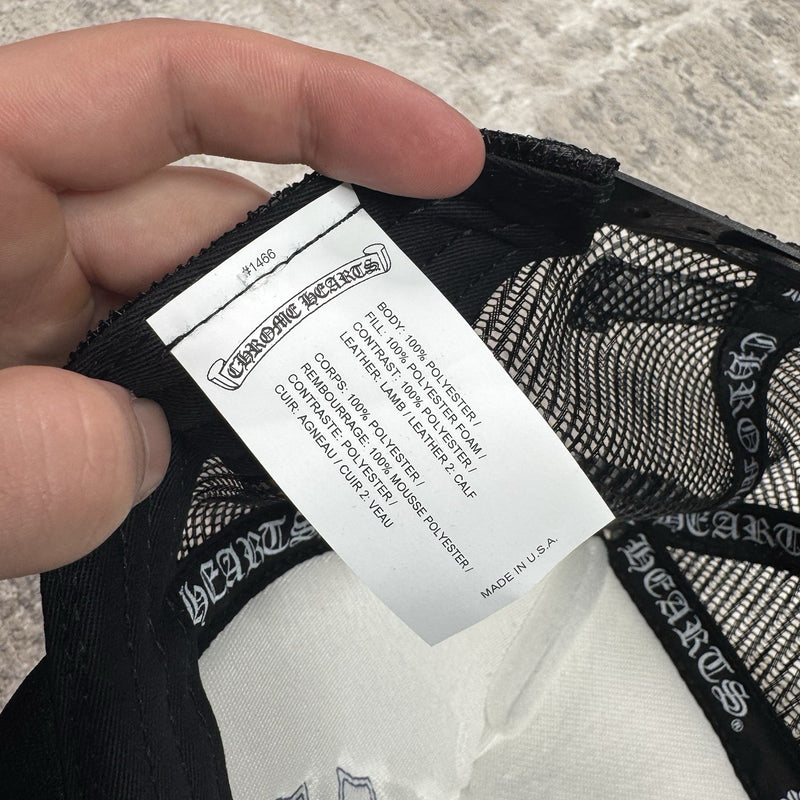 #1466
CHROME HEARTS
BODY: 100% POLYESTER /
FILL: 100% POLYESTER FOAM /
CONTRAST: 100% POLYESTER /
LEATHER: LAMB / LEATHER 2: CALF
CORPS: 100% POLYESTER /
REMBOURRAGE: 100% MOUSSE POLYESTER /
CONTRASTE: POLYESTER /
CUIR: AGNEAU / CUIR 2: VEAU
MADE IN U.S.A.
HEARTS
CHRO
HEARTS
HEARTS®